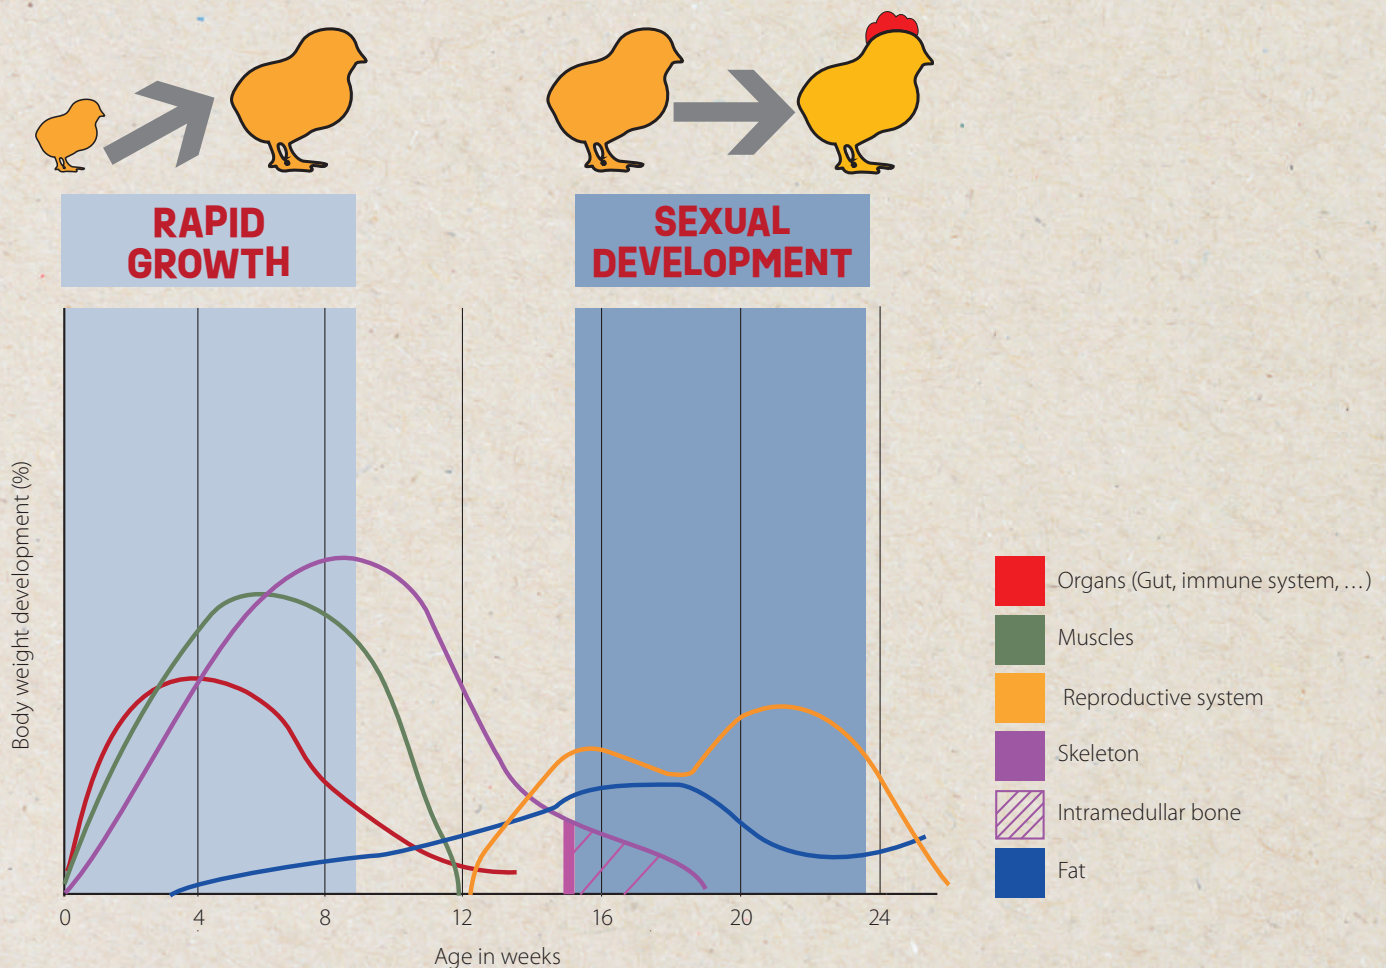 RAPID
GROWTH
SEXUAL
DEVELOPMENT
Body weight development (%)
Organs (Gut, immune system, …)
Muscles
Reproductive system
Skeleton
Intramedullar bone
Fat
0 4 8 12 16 20 24
Age in weeks